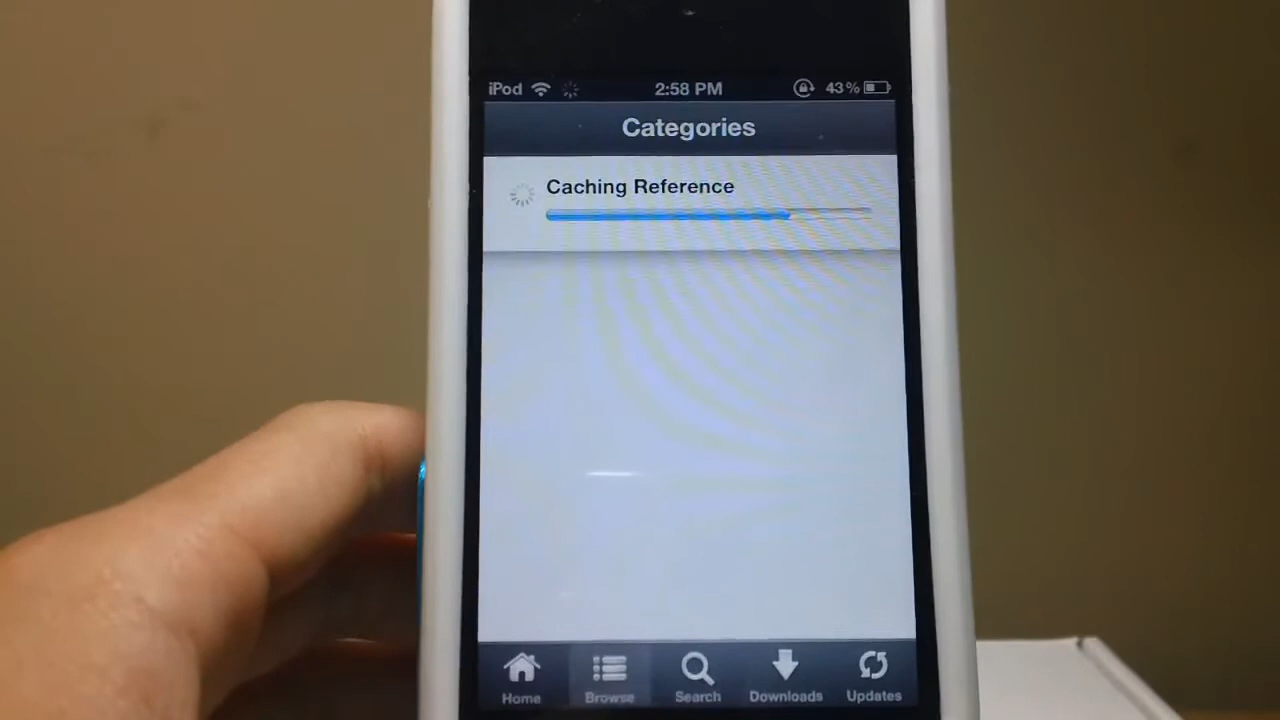 iPod 2:58 PM 43%
Categories
Caching Reference
Home Browse Search Downloads Updates